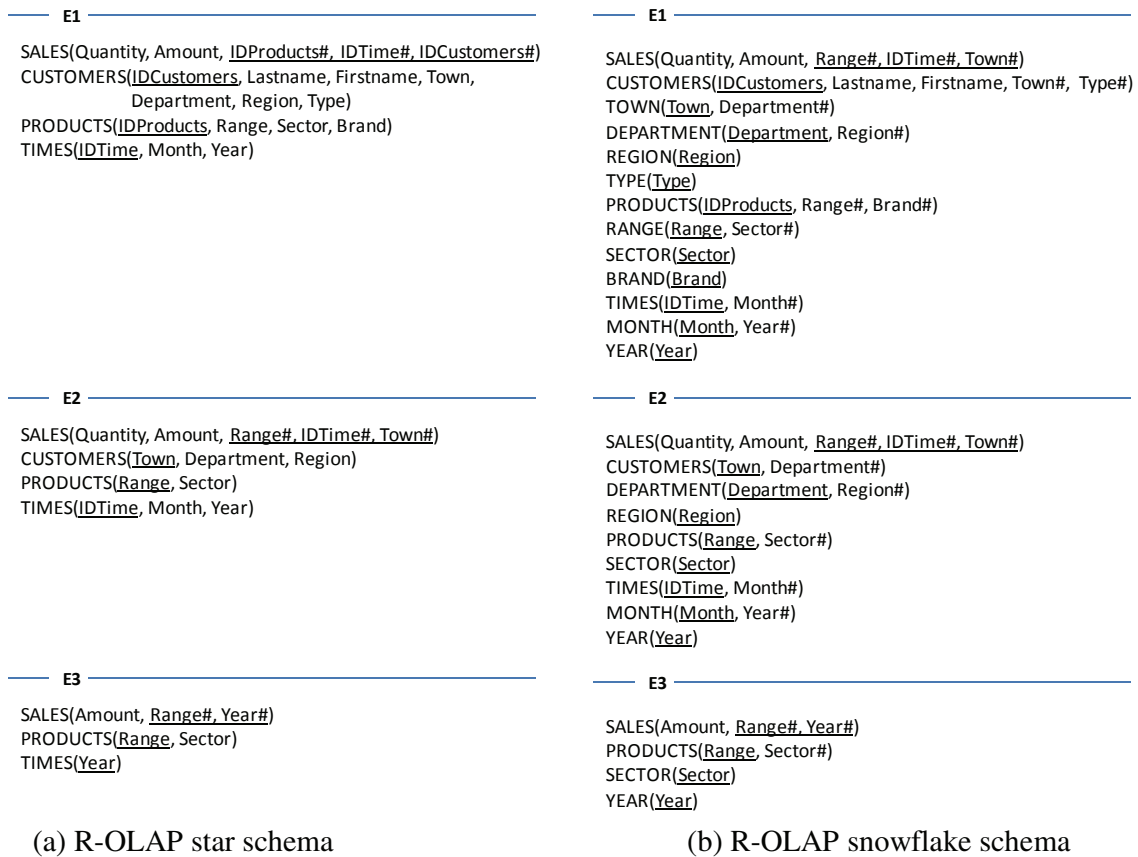 E1
SALES(Quantity, Amount, IDProducts#, IDTime#, IDCustomers#)
CUSTOMERS(IDCustomers, Lastname, Firstname, Town,
Department, Region, Type)
PRODUCTS(IDProducts, Range, Sector, Brand)
TIMES(IDTime, Month, Year)
E2
SALES(Quantity, Amount, Range#, IDTime#, Town#)
CUSTOMERS(Town, Department, Region)
PRODUCTS(Range, Sector)
TIMES(IDTime, Month, Year)
E3
SALES(Amount, Range#, Year#)
PRODUCTS(Range, Sector)
TIMES(Year)
(a) R-OLAP star schema
E1
SALES(Quantity, Amount, Range#, IDTime#, Town#)
CUSTOMERS(IDCustomers, Lastname, Firstname, Town#, Type#)
TOWN(Town, Department#)
DEPARTMENT(Department, Region#)
REGION(Region)
TYPE(Type)
PRODUCTS(IDProducts, Range#, Brand#)
RANGE(Range, Sector#)
SECTOR(Sector)
BRAND(Brand)
TIMES(IDTime, Month#)
MONTH(Month, Year#)
YEAR(Year)
E2
SALES(Quantity, Amount, Range#, IDTime#, Town#)
CUSTOMERS(Town, Department#)
DEPARTMENT(Department, Region#)
REGION(Region)
PRODUCTS(Range, Sector#)
SECTOR(Sector)
TIMES(IDTime, Month#)
MONTH(Month, Year#)
YEAR(Year)
E3
SALES(Amount, Range#, Year#)
PRODUCTS(Range, Sector#)
SECTOR(Sector)
YEAR(Year)
(b) R-OLAP snowflake schema